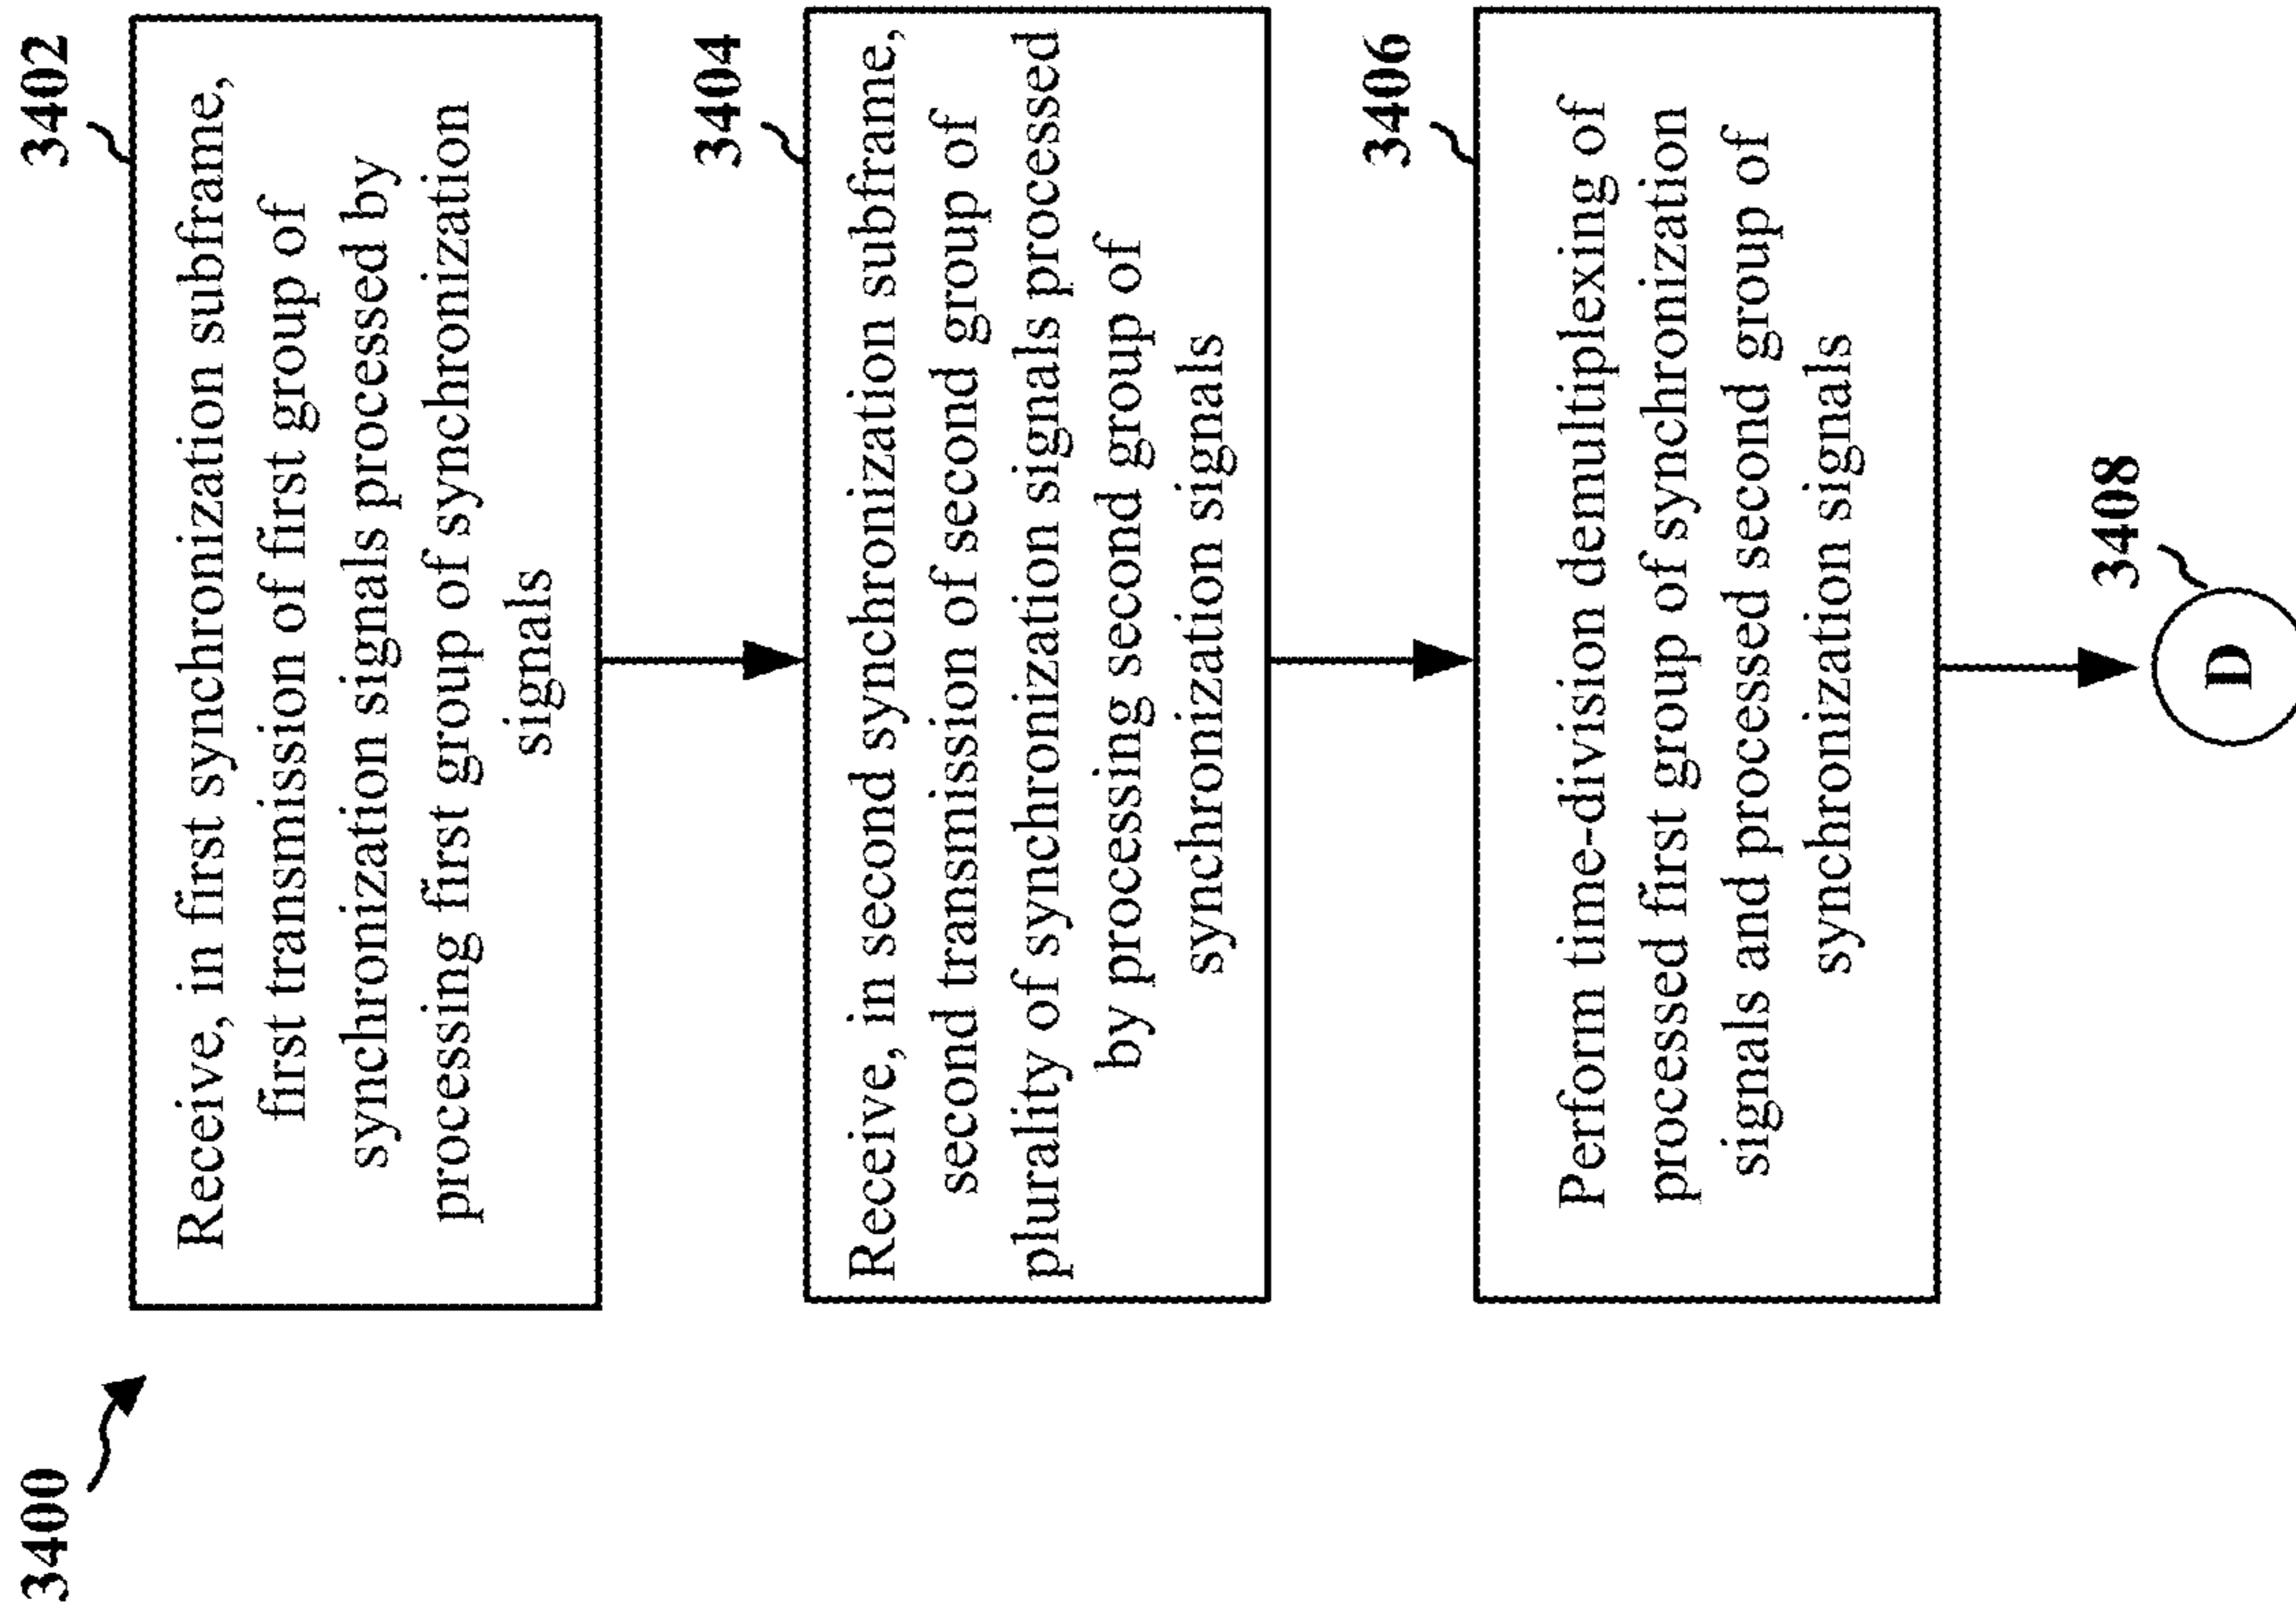 3400
3402
Receive, in first synchronization subframe,
first transmission of first group of
synchronization signals processed by
processing first group of synchronization
signals
3404
Receive, in second synchronization subframe,
second transmission of second group of
plurality of synchronization signals processed
by processing second group of
synchronization signals
3406
Perform time-division demultiplexing of
processed first group of synchronization
signals and processed second group of
synchronization signals
3408
D